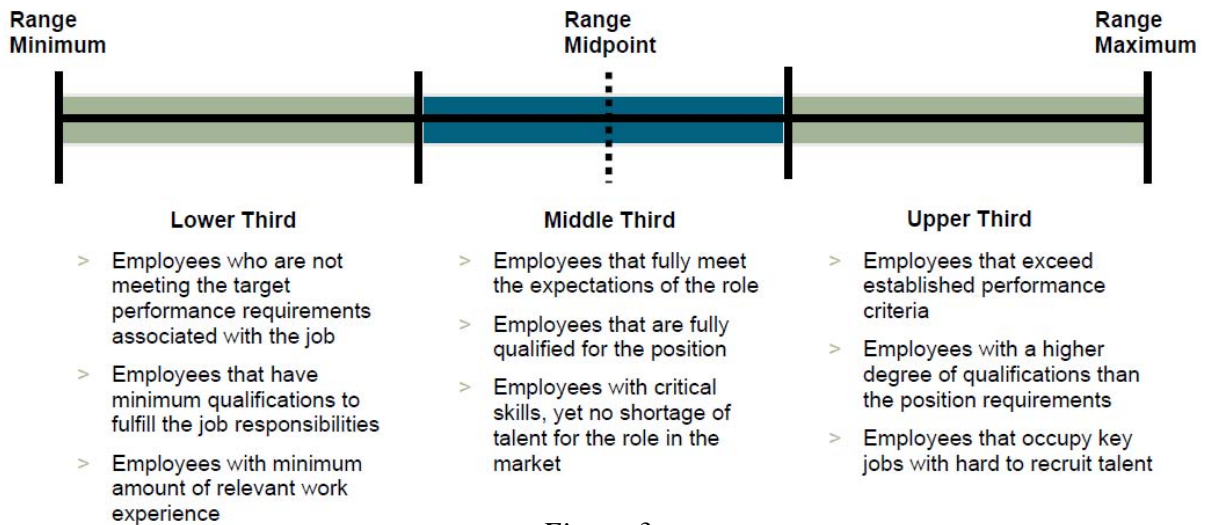 Range
Minimum
Range
Midpoint
Range
Maximum
Lower Third
> Employees who are not
meeting the target
performance requirements
associated with the job
> Employees that have
minimum qualifications to
fulfill the job responsibilities
> Employees with minimum
amount of relevant work
experience
Middle Third
> Employees that fully meet
the expectations of the role
> Employees that are fully
qualified for the position
> Employees with critical
skills, yet no shortage of
talent for the role in the
market
Upper Third
> Employees that exceed
established performance
criteria
> Employees with a higher
degree of qualifications than
the position requirements
> Employees that occupy key
jobs with hard to recruit talent